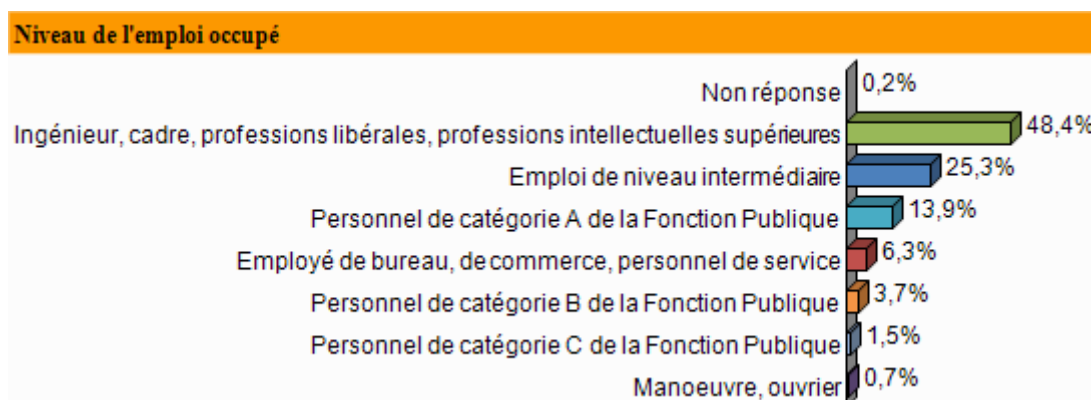 Niveau de l'emploi occupé
Non réponse 0,2%
Ingénieur, cadre, professions libérales, professions intellectuelles supérieures 48,4%
Emploi de niveau intermédiaire 25,3%
Personnel de catégorie A de la Fonction Publique 13,9%
Employé de bureau, de commerce, personnel de service 6,3%
Personnel de catégorie B de la Fonction Publique 3,7%
Personnel de catégorie C de la Fonction Publique 1,5%
Manoeuvre, ouvrier 0,7%